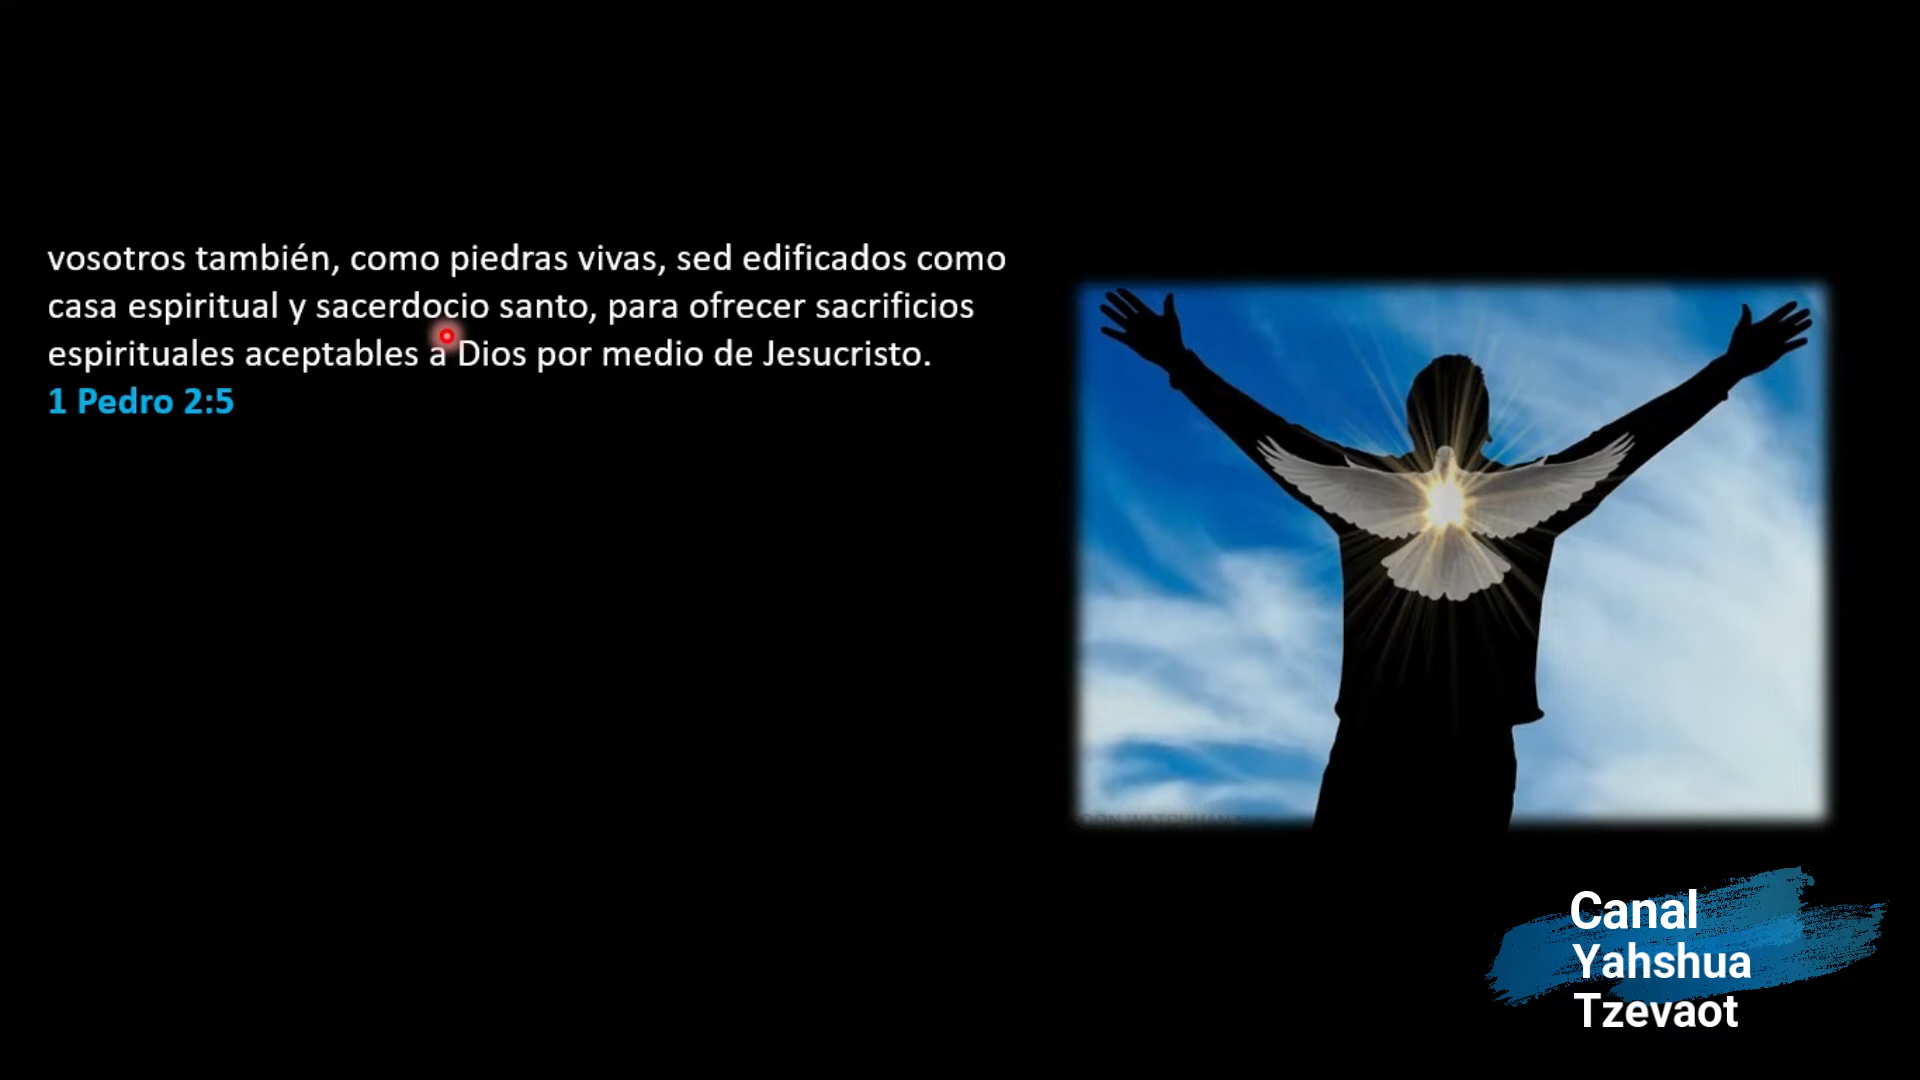 vosotros también, como piedras vivas, sed edificados como
casa espiritual y sacerdocio santo, para ofrecer sacrificios
espirituales aceptables a Dios por medio de Jesucristo.
1 Pedro 2:5
Canal
Yahshua
Tzevaot